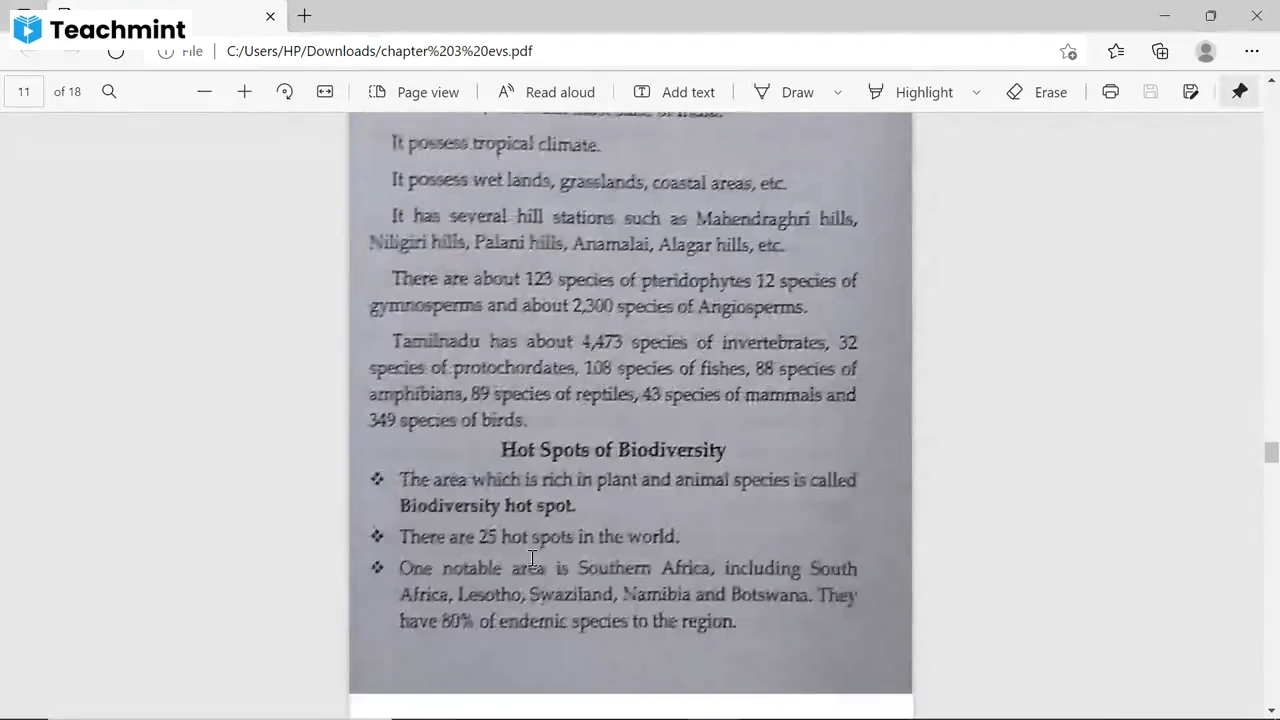 Teachmint
File
C:/Users/HP/Downloads/chapter%203%20evs.pdf
11 of 18
Page view
Read aloud
Add text
Draw
Highlight
Erase
It possess tropical climate.
It possess wet lands, grasslands, coastal areas, etc.
It has several hill stations such as Mahendraghri hills,
Niligiri hills, Palani hills, Anamalai, Alagar hills, etc.
There are about 123 species of pteridophytes 12 species of
gymnosperms and about 2,300 species of Angiosperms.
Tamilnadu has about 4,473 species of invertebrates, 32
species of protochordates, 108 species of fishes, 88 species of
amphibians, 89 species of reptiles, 43 species of mammals and
349 species of birds.
Hot Spots of Biodiversity
❖ The area which is rich in plant and animal species is called
Biodiversity hot spot.
❖ There are 25 hot spots in the world.
❖ One notable area is Southern Africa, including South
Africa, Lesotho, Swaziland, Namibia and Botswana. They
have 80% of endemic species to the region.